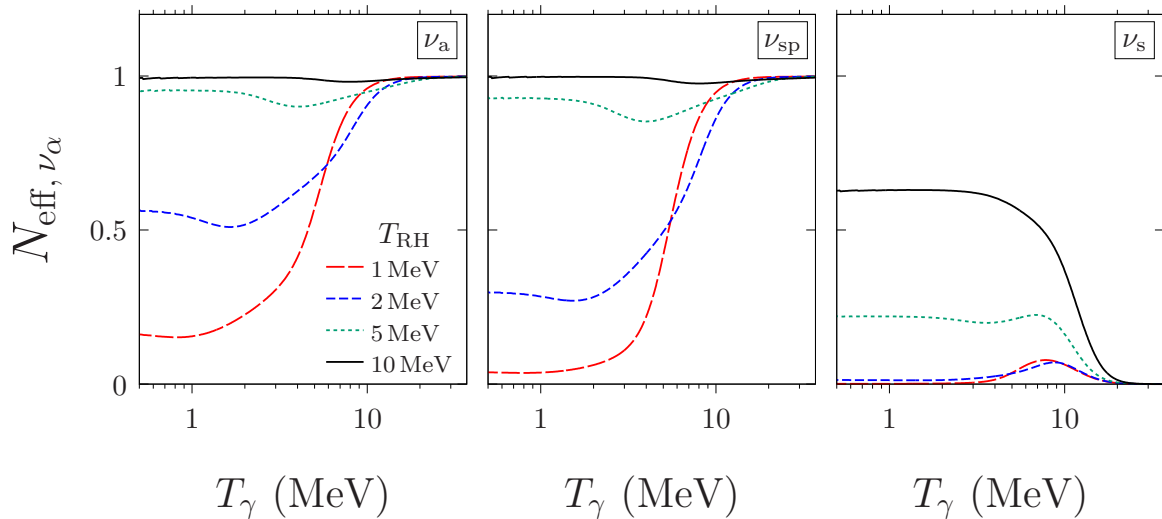 N_eff, ν_α
1
0.5
0
ν_a
T_RH
1 MeV
2 MeV
5 MeV
10 MeV
1 10
T_γ (MeV)
ν_sp
1 10
T_γ (MeV)
ν_s
1 10
T_γ (MeV)